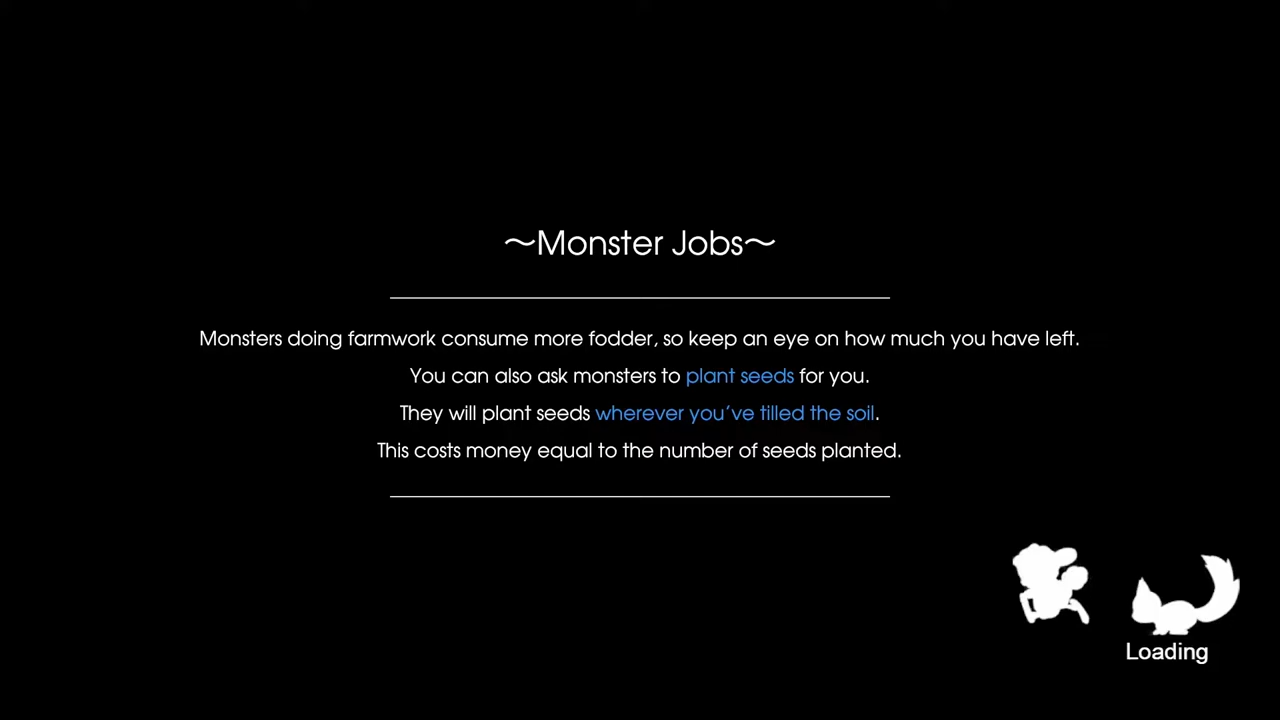 ～Monster Jobs～
Monsters doing farmwork consume more fodder, so keep an eye on how much you have left.
You can also ask monsters to plant seeds for you.
They will plant seeds wherever you've tilled the soil.
This costs money equal to the number of seeds planted.
Loading